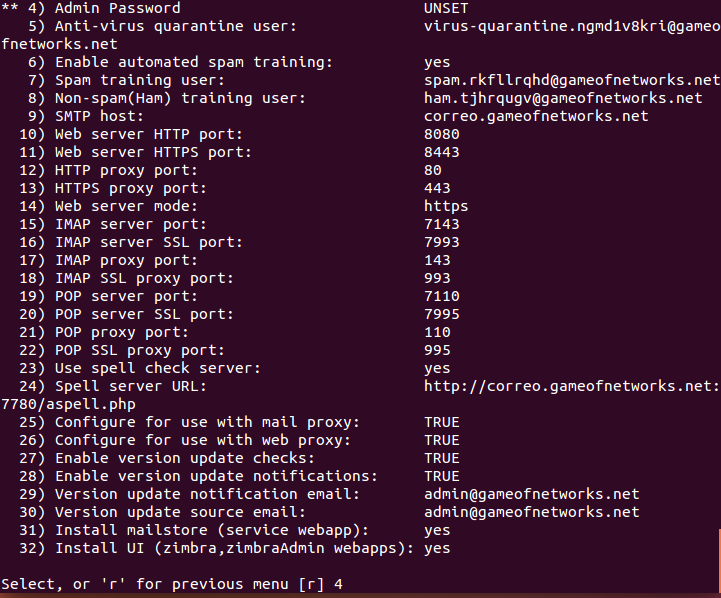 ** 4) Admin Password                           UNSET
   5) Anti-virus quarantine user:              virus-quarantine.ngmd1v8kri@gameo
fnetworks.net
   6) Enable automated spam training:          yes
   7) Spam training user:                      spam.rkfllrqhd@gameofnetworks.net
   8) Non-spam(Ham) training user:             ham.tjhrqugv@gameofnetworks.net
   9) SMTP host:                               correo.gameofnetworks.net
  10) Web server HTTP port:                    8080
  11) Web server HTTPS port:                   8443
  12) HTTP proxy port:                         80
  13) HTTPS proxy port:                        443
  14) Web server mode:                         https
  15) IMAP server port:                        7143
  16) IMAP server SSL port:                    7993
  17) IMAP proxy port:                         143
  18) IMAP SSL proxy port:                     993
  19) POP server port:                         7110
  20) POP server SSL port:                     7995
  21) POP proxy port:                          110
  22) POP SSL proxy port:                      995
  23) Use spell check server:                  yes
  24) Spell server URL:                        http://correo.gameofnetworks.net:
7780/aspell.php
  25) Configure for use with mail proxy:       TRUE
  26) Configure for use with web proxy:        TRUE
  27) Enable version update checks:            TRUE
  28) Enable version update notifications:     TRUE
  29) Version update notification email:       admin@gameofnetworks.net
  30) Version update source email:             admin@gameofnetworks.net
  31) Install mailstore (service webapp):      yes
  32) Install UI (zimbra,zimbraAdmin webapps): yes
Select, or 'r' for previous menu [r] 4